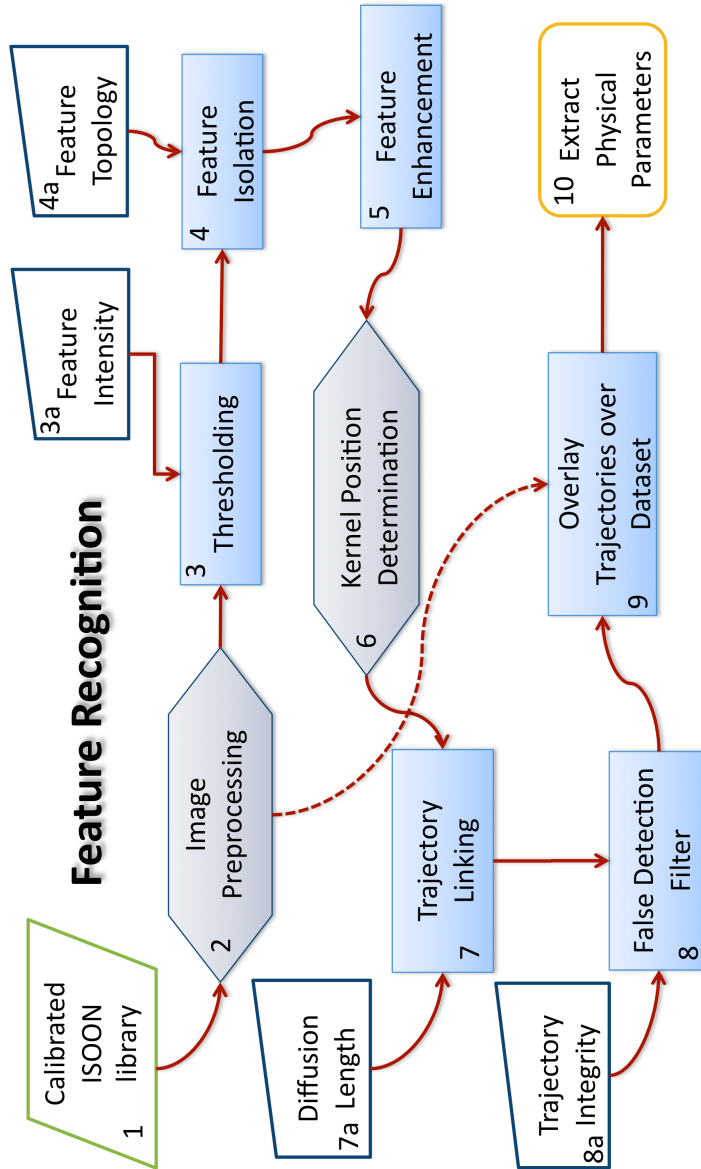 Feature Recognition
Calibrated
ISOON
library
1
Image
Preprocessing
2
Thresholding
3
3a Feature
Intensity
Feature
Isolation
4
4a Feature
Topology
Feature
Enhancement
5
Kernel Position
Determination
6
Trajectory
Linking
7
Diffusion
7a Length
False Detection
Filter
8
Trajectory
8a Integrity
Overlay
Trajectories over
Dataset
9
10 Extract
Physical
Parameters